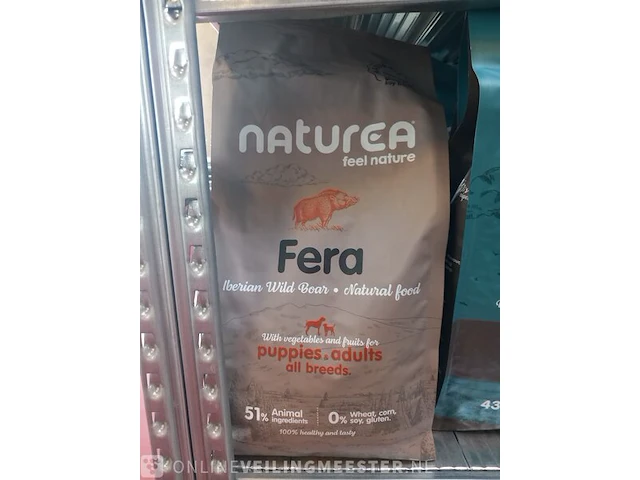 naturea
feel nature
Fera
Iberian Wild Boar • Natural food
With vegetables and fruits for
puppies & adults
all breeds.
51% Animal ingredients
0% Wheat, corn, soy, gluten.
100% healthy and tasty
43
ONLINEVEILINGMEESTER.NL